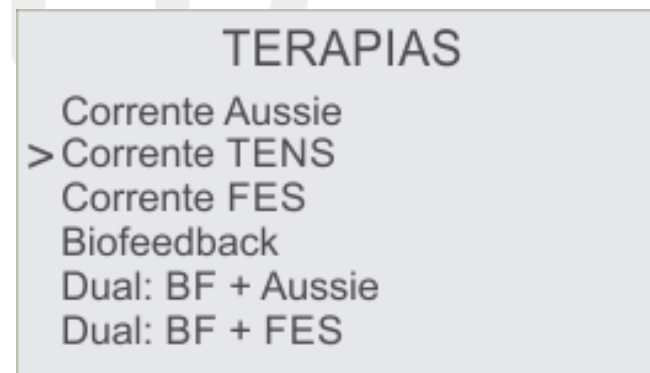 TERAPIAS
Corrente Aussie
> Corrente TENS
Corrente FES
Biofeedback
Dual: BF + Aussie
Dual: BF + FES